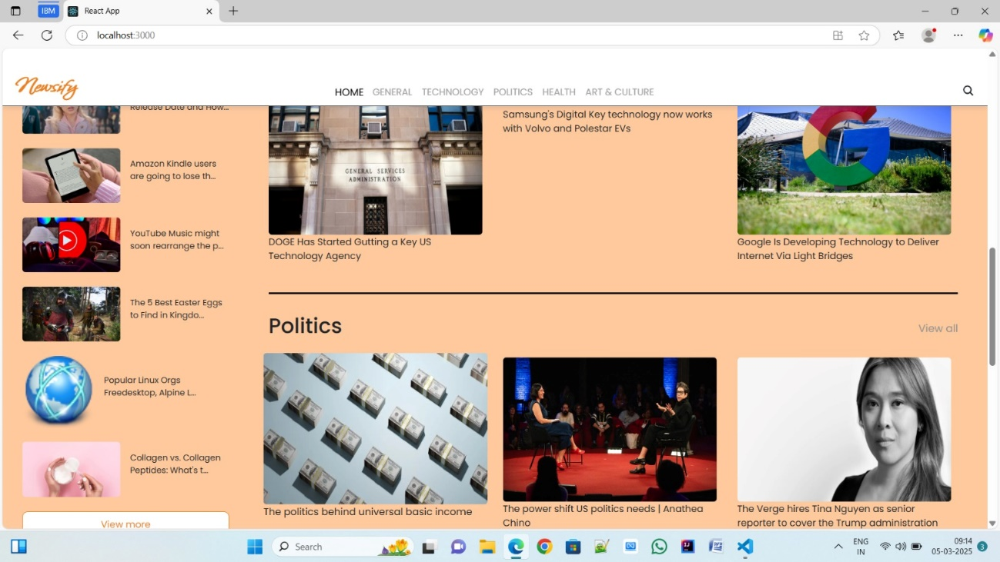 IBM
React App
localhost:3000
Newsify
HOME GENERAL TECHNOLOGY POLITICS HEALTH ART & CULTURE
Release Date and How...
Amazon Kindle users
are going to lose th...
YouTube Music might
soon rearrange the p...
The 5 Best Easter Eggs
to Find in Kingdo...
Popular Linux Orgs
Freedesktop, Alpine L...
Collagen vs. Collagen
Peptides: What's t...
View more
GENERAL SERVICES
ADMINISTRATION
DOGE Has Started Gutting a Key US
Technology Agency
Samsung's Digital Key technology now works
with Volvo and Polestar EVs
Google Is Developing Technology to Deliver
Internet Via Light Bridges
Politics
View all
The politics behind universal basic income
The power shift US politics needs | Anathea
Chino
The Verge hires Tina Nguyen as senior
reporter to cover the Trump administration
Search
ENG
IN
09:14
05-03-2025
3